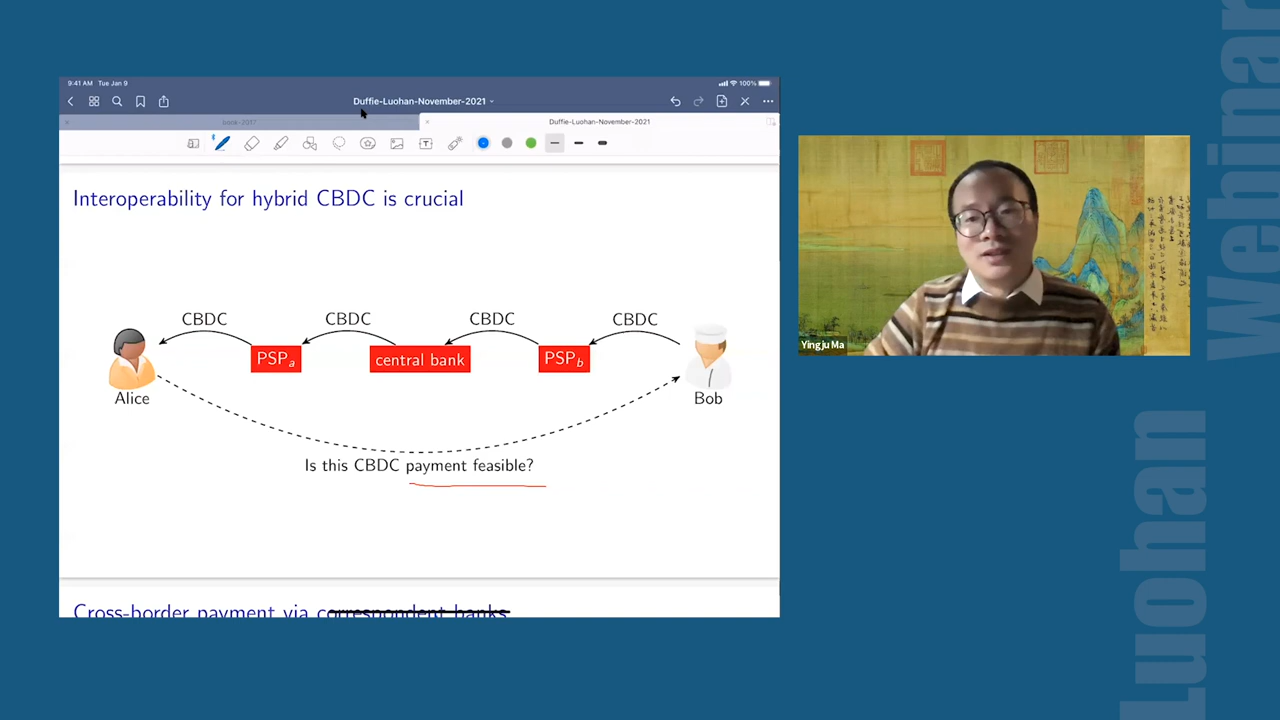 9:41 AM Tue Jan 9
100%
Duffie-Luohan-November-2021
Duffie-Luohan-November-2021
Interoperability for hybrid CBDC is crucial
CBDC CBDC CBDC CBDC
PSPa central bank PSPb
Alice Bob
Is this CBDC payment feasible?
Cross-border payment via correspondent banks
Yingju Ma
Luohan Webinar